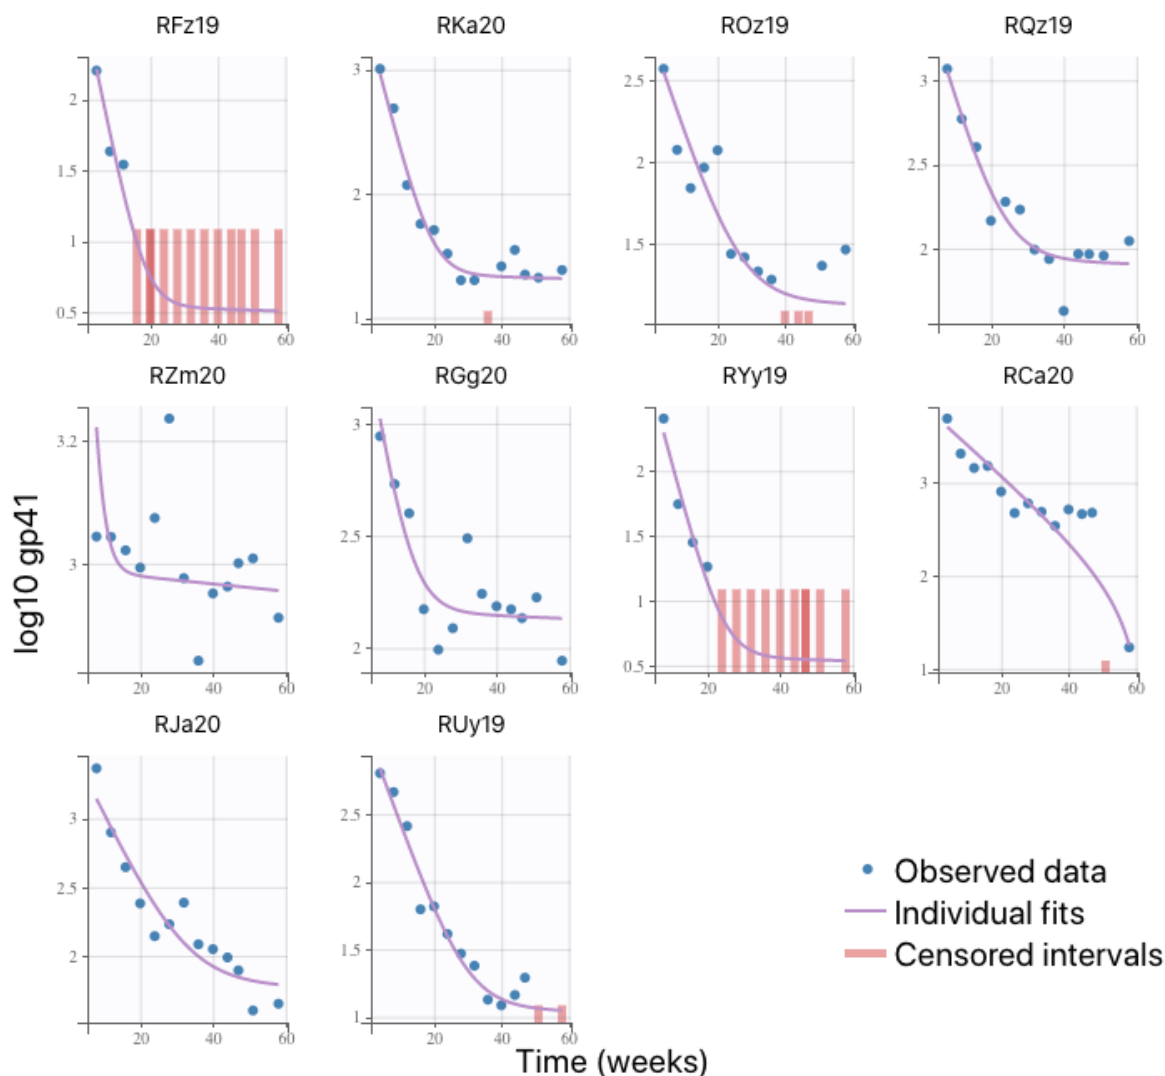 RFz19 RKa20 ROz19 RQz19
2 1.5 1 0.5
20 40 60
3 2 1
20 40 60
2.5 2 1.5
20 40 60
3 2.5 2
20 40 60
RZm20 RGg20 RYy19 RCa20
3.2 3
20 40 60
3 2.5 2
20 40 60
2 1.5 1 0.5
20 40 60
3 2 1
20 40 60
log10 gp41
RJa20 RUy19
3 2.5 2
20 40 60
2.5 2 1.5 1
20 40 60
Observed data
Individual fits
Censored intervals
Time (weeks)